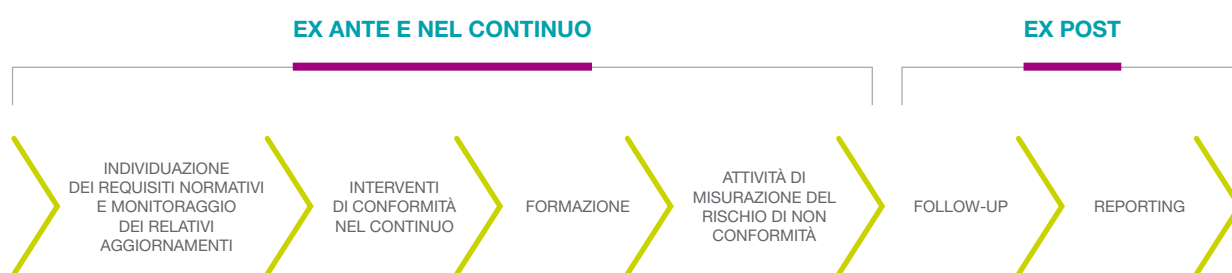 EX ANTE E NEL CONTINUO
EX POST
INDIVIDUAZIONE
DEI REQUISITI NORMATIVI
E MONITORAGGIO
DEI RELATIVI
AGGIORNAMENTI
INTERVENTI
DI CONFORMITÀ
NEL CONTINUO
FORMAZIONE
ATTIVITÀ DI
MISURAZIONE DEL
RISCHIO DI NON
CONFORMITÀ
FOLLOW-UP
REPORTING